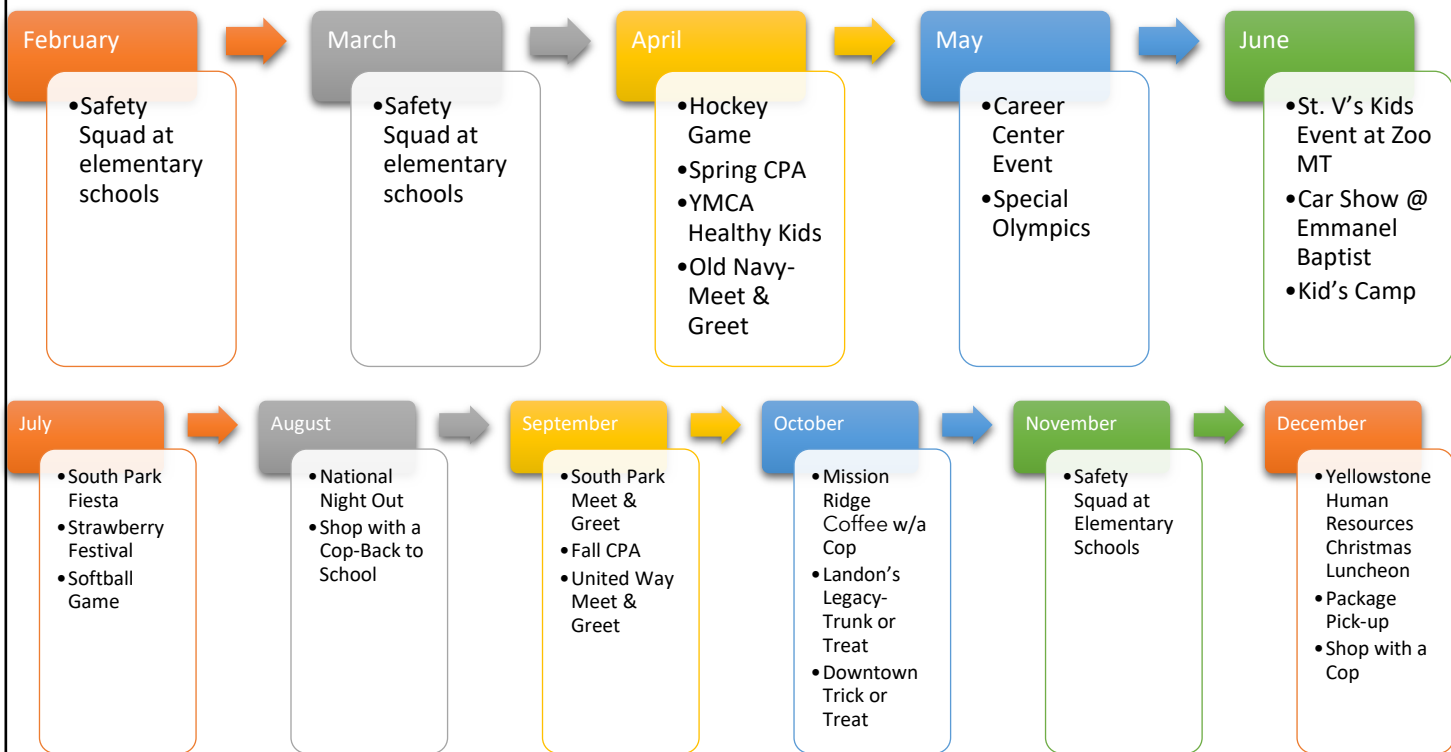 February
•Safety
Squad at
elementary
schools
March
•Safety
Squad at
elementary
schools
April
•Hockey
Game
•Spring CPA
•YMCA
Healthy Kids
•Old Navy-
Meet &
Greet
May
•Career
Center
Event
•Special
Olympics
June
•St. V’s Kids
Event at Zoo
MT
•Car Show @
Emmanel
Baptist
•Kid’s Camp
July
•South Park
Fiesta
•Strawberry
Festival
•Softball
Game
August
•National
Night Out
•Shop with a
Cop-Back to
School
September
•South Park
Meet &
Greet
•Fall CPA
•United Way
Meet &
Greet
October
•Mission
Ridge
Coffee w/a
Cop
•Landon’s
Legacy-
Trunk or
Treat
•Downtown
Trick or
Treat
November
•Safety
Squad at
Elementary
Schools
December
•Yellowstone
Human
Resources
Christmas
Luncheon
•Package
Pick-up
•Shop with a
Cop